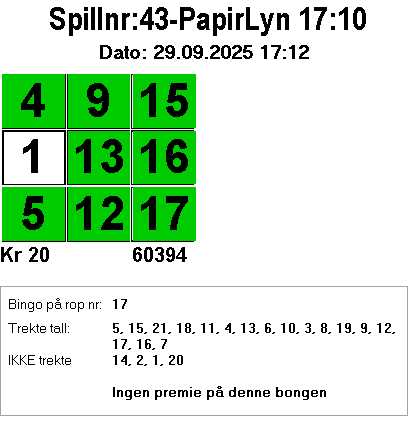 Spillnr:43-PapirLyn 17:10
Dato: 29.09.2025 17:12
4 9 15
1 13 16
5 12 17
Kr 20 60394
Bingo på rop nr: 17
Trekte tall: 5, 15, 21, 18, 11, 4, 13, 6, 10, 3, 8, 19, 9, 12,
17, 16, 7
IKKE trekte 14, 2, 1, 20
Ingen premie på denne bongen